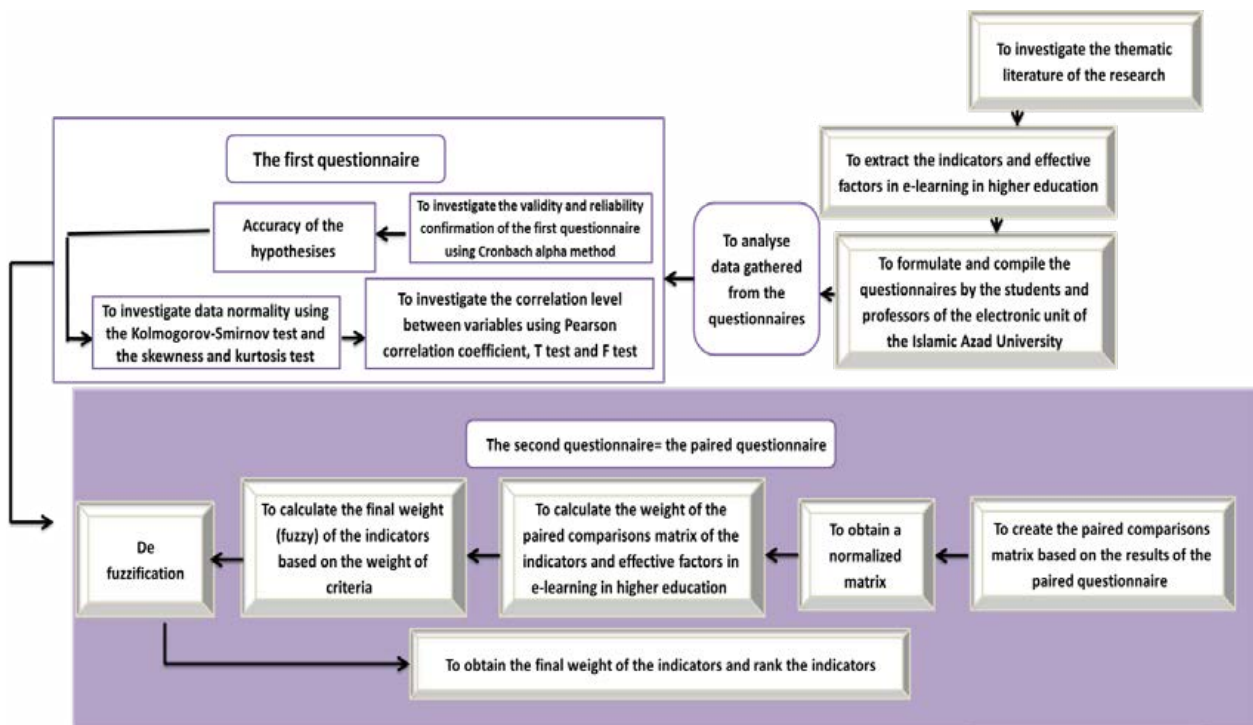 To investigate the thematic
literature of the research
To extract the indicators and effective
factors in e-learning in higher education
To formulate and compile the
questionnaires by the students and
professors of the electronic unit of
the Islamic Azad University
To analyse
data gathered
from the
questionnaires
The first questionnaire
To investigate the validity and reliability
confirmation of the first questionnaire
using Cronbach alpha method
Accuracy of the
hypothesises
To investigate data normality using
the Kolmogorov-Smirnov test and
the skewness and kurtosis test
To investigate the correlation level
between variables using Pearson
correlation coefficient, T test and F test
The second questionnaire= the paired questionnaire
To create the paired comparisons
matrix based on the results of the
paired questionnaire
To obtain a
normalized
matrix
To calculate the weight of the
paired comparisons matrix of the
indicators and effective factors in
e-learning in higher education
To calculate the final weight
(fuzzy) of the indicators
based on the weight of
criteria
De
fuzzification
To obtain the final weight of the indicators and rank the indicators